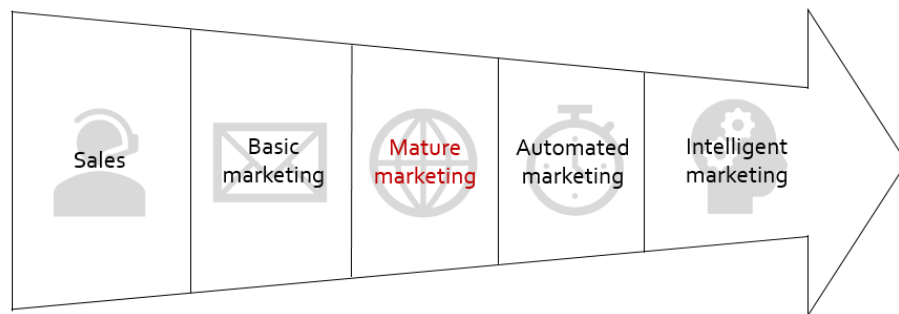 Sales
Basic
marketing
Mature
marketing
Automated
marketing
Intelligent
marketing